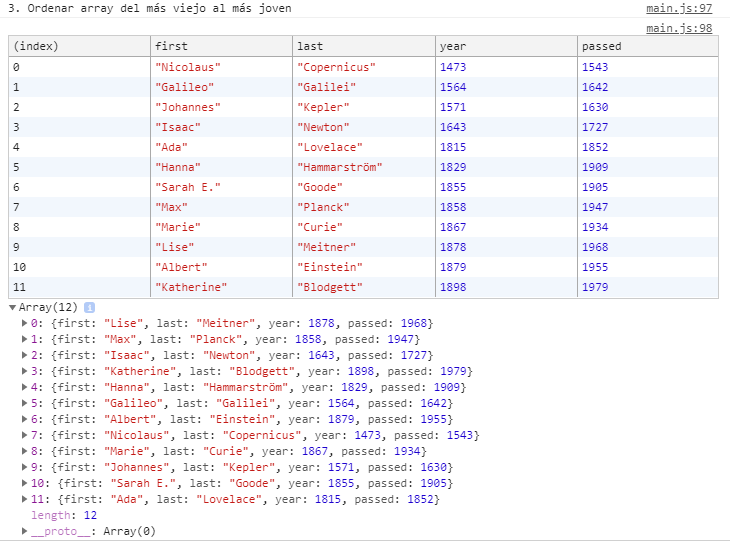 3. Ordenar array del más viejo al más joven main.js:97
main.js:98
(index) first last year passed
0 "Nicolaus" "Copernicus" 1473 1543
1 "Galileo" "Galilei" 1564 1642
2 "Johannes" "Kepler" 1571 1630
3 "Isaac" "Newton" 1643 1727
4 "Ada" "Lovelace" 1815 1852
5 "Hanna" "Hammarström" 1829 1909
6 "Sarah E." "Goode" 1855 1905
7 "Max" "Planck" 1858 1947
8 "Marie" "Curie" 1867 1934
9 "Lise" "Meitner" 1878 1968
10 "Albert" "Einstein" 1879 1955
11 "Katherine" "Blodgett" 1898 1979
Array(12) i
0: {first: "Lise", last: "Meitner", year: 1878, passed: 1968}
1: {first: "Max", last: "Planck", year: 1858, passed: 1947}
2: {first: "Isaac", last: "Newton", year: 1643, passed: 1727}
3: {first: "Katherine", last: "Blodgett", year: 1898, passed: 1979}
4: {first: "Hanna", last: "Hammarström", year: 1829, passed: 1909}
5: {first: "Galileo", last: "Galilei", year: 1564, passed: 1642}
6: {first: "Albert", last: "Einstein", year: 1879, passed: 1955}
7: {first: "Nicolaus", last: "Copernicus", year: 1473, passed: 1543}
8: {first: "Marie", last: "Curie", year: 1867, passed: 1934}
9: {first: "Johannes", last: "Kepler", year: 1571, passed: 1630}
10: {first: "Sarah E.", last: "Goode", year: 1855, passed: 1905}
11: {first: "Ada", last: "Lovelace", year: 1815, passed: 1852}
length: 12
__proto__: Array(0)